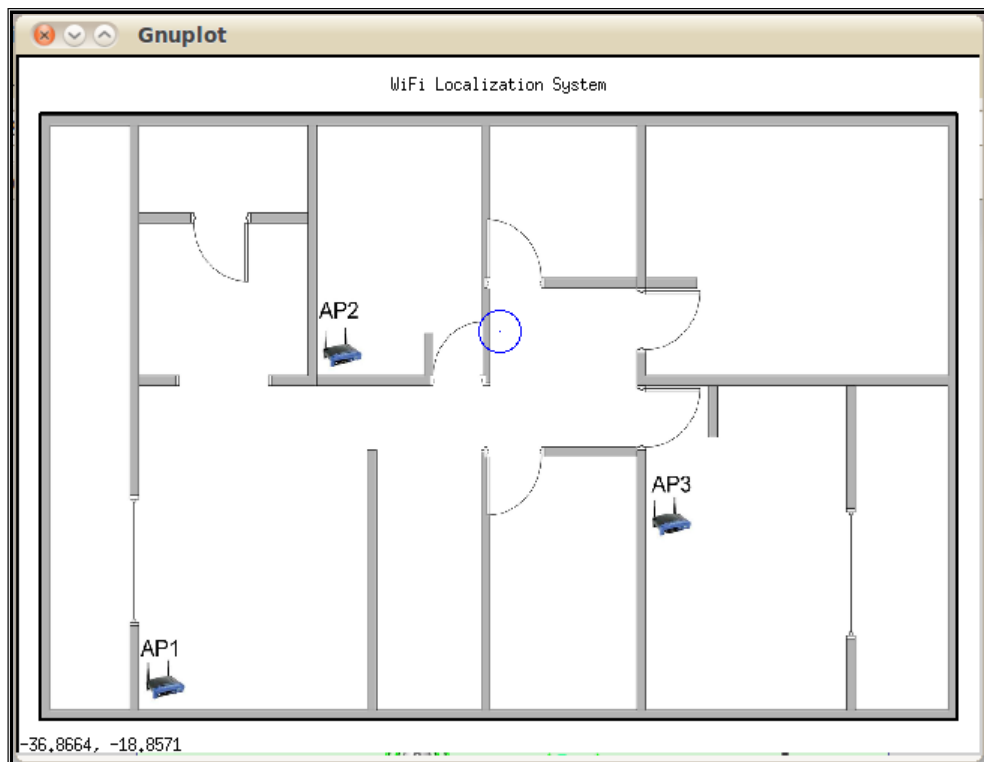 Gnuplot
WiFi Localization System
AP2
AP3
AP1
-36,8664, -18,8571